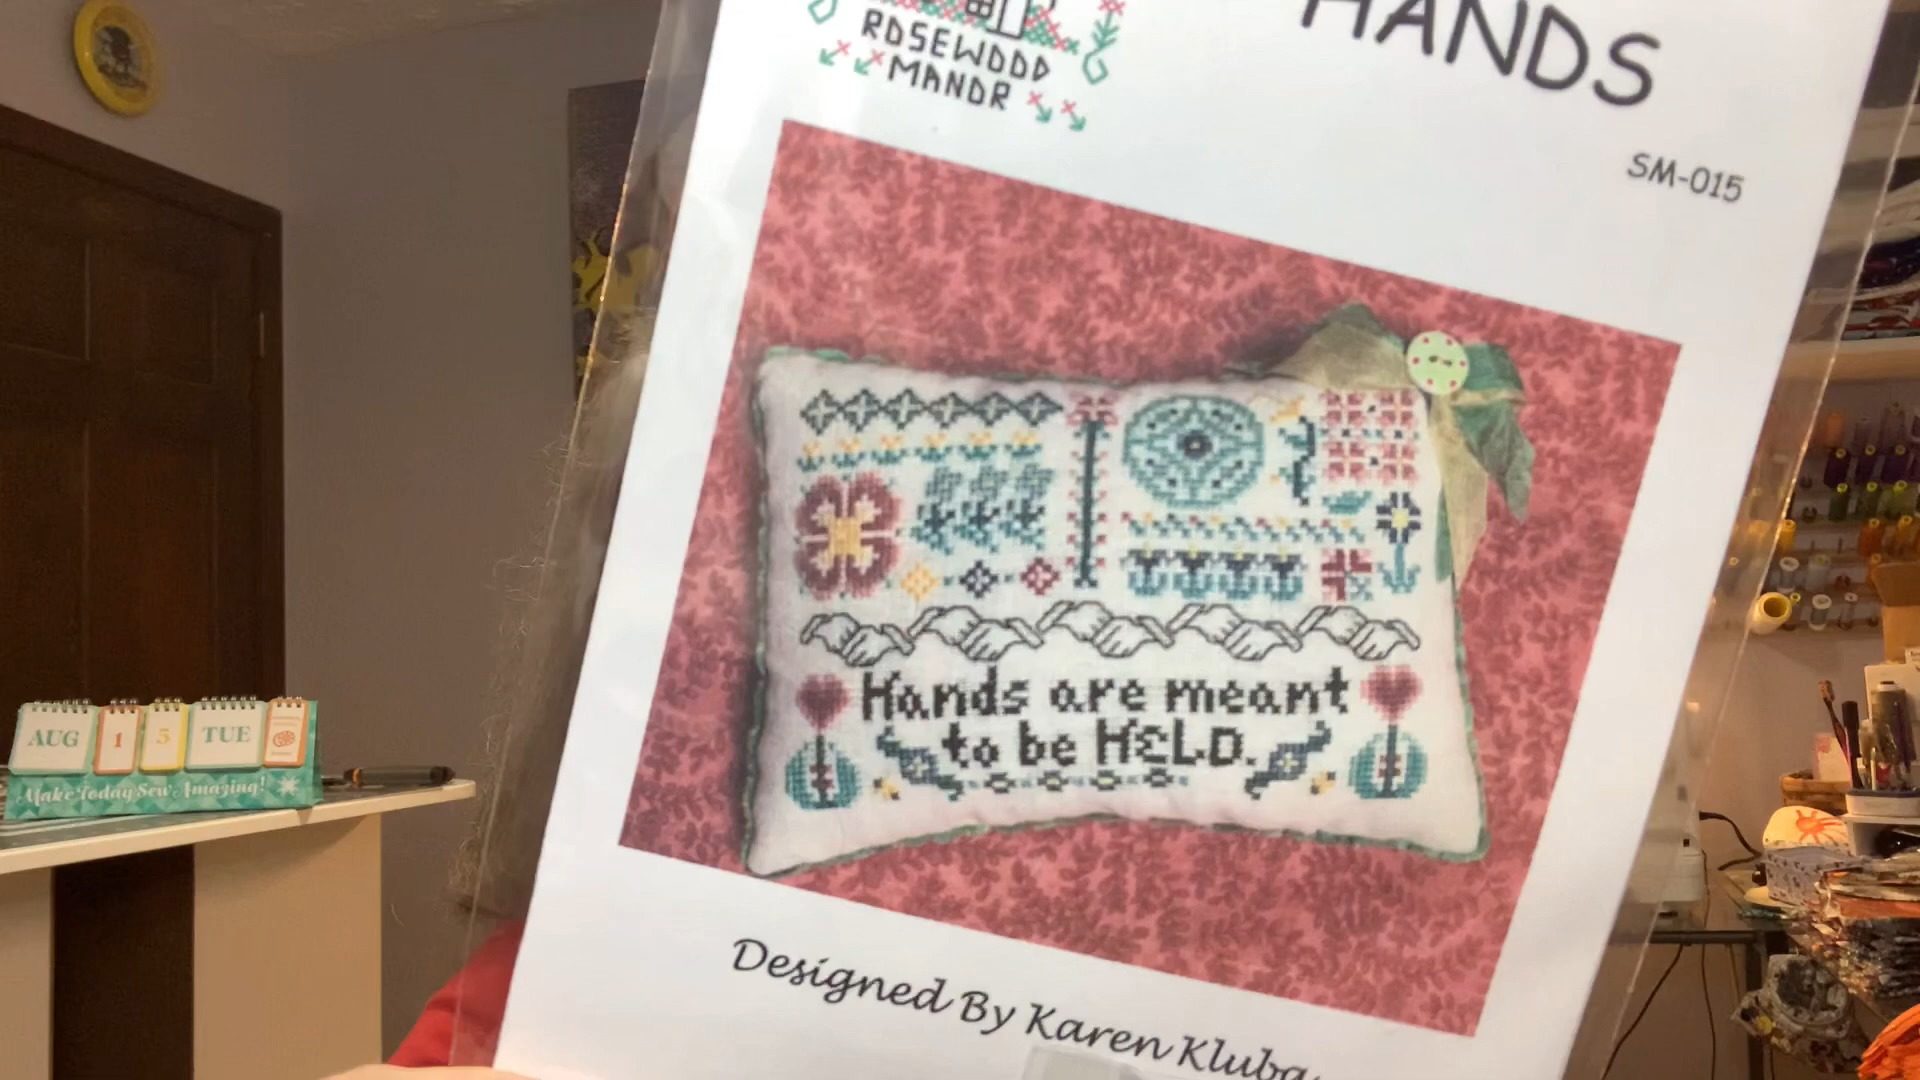 HANDS
ROSEWOOD
MANOR
SM-015
Hands are meant
to be HELD.
Designed By Karen Kluba
AUG 1 5 TUE
Make Today Sew Amazing!